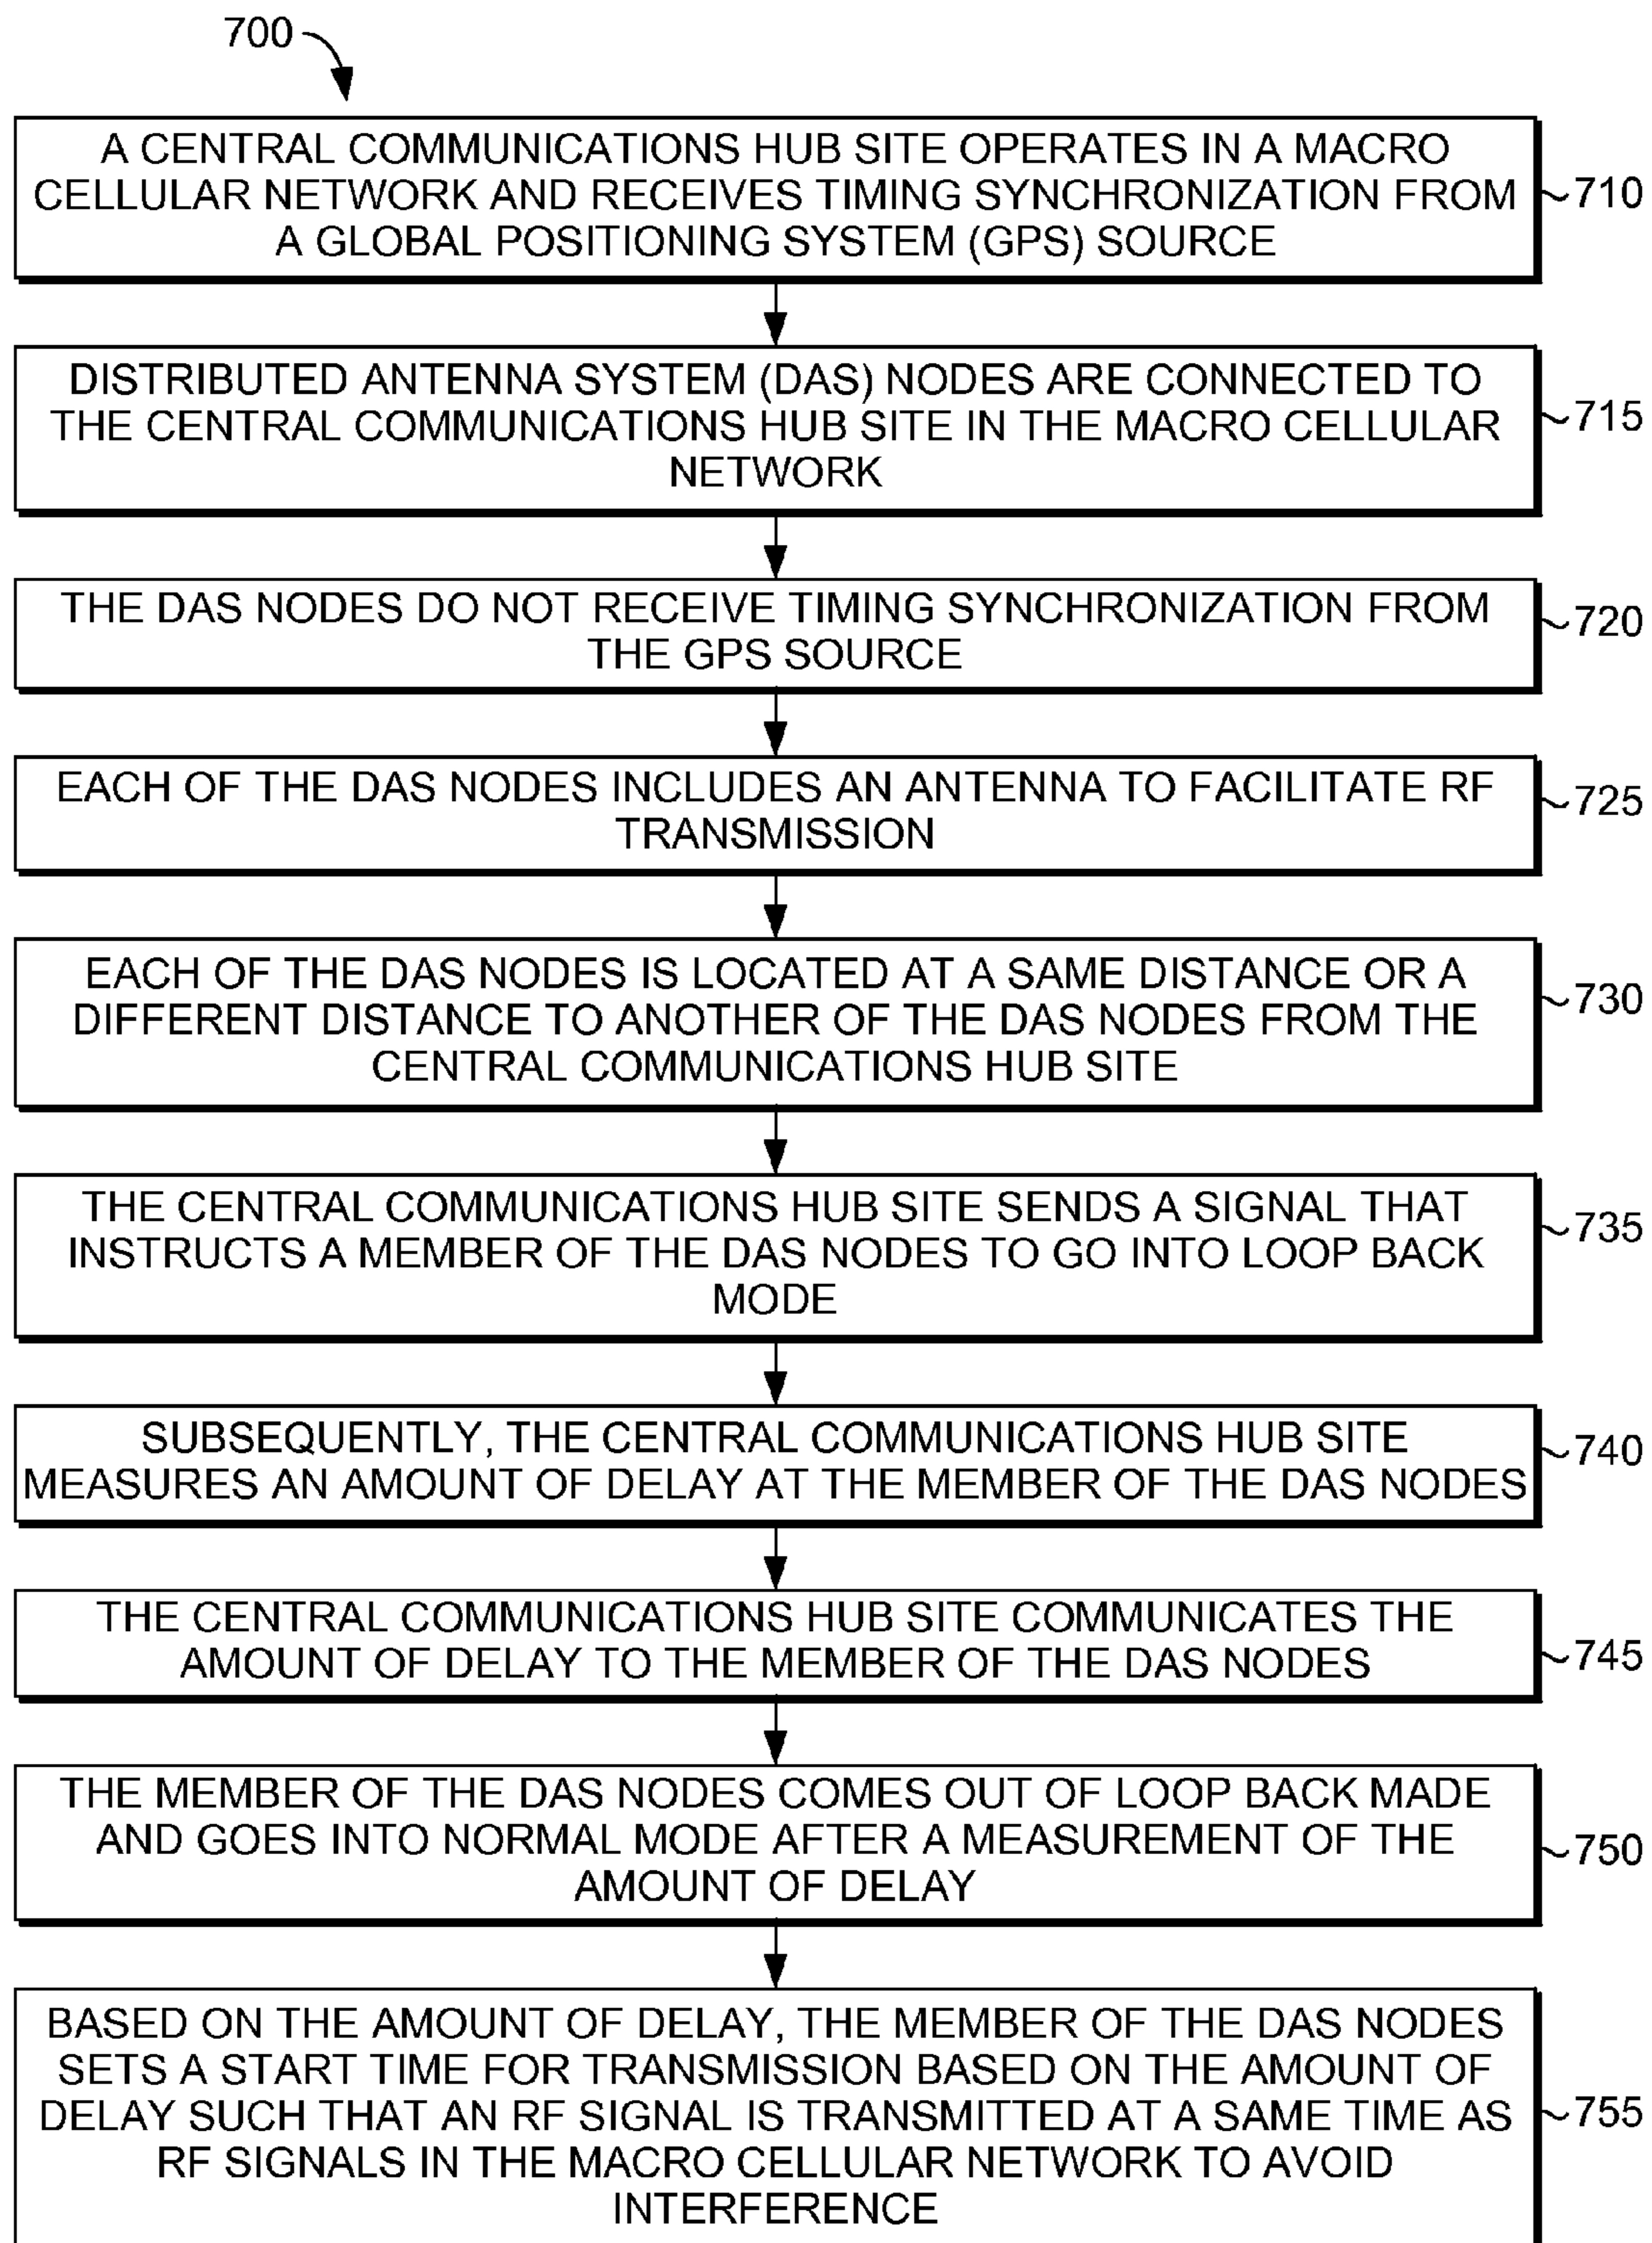 700
A CENTRAL COMMUNICATIONS HUB SITE OPERATES IN A MACRO
CELLULAR NETWORK AND RECEIVES TIMING SYNCHRONIZATION FROM
A GLOBAL POSITIONING SYSTEM (GPS) SOURCE
710
DISTRIBUTED ANTENNA SYSTEM (DAS) NODES ARE CONNECTED TO
THE CENTRAL COMMUNICATIONS HUB SITE IN THE MACRO CELLULAR
NETWORK
715
THE DAS NODES DO NOT RECEIVE TIMING SYNCHRONIZATION FROM
THE GPS SOURCE
720
EACH OF THE DAS NODES INCLUDES AN ANTENNA TO FACILITATE RF
TRANSMISSION
725
EACH OF THE DAS NODES IS LOCATED AT A SAME DISTANCE OR A
DIFFERENT DISTANCE TO ANOTHER OF THE DAS NODES FROM THE
CENTRAL COMMUNICATIONS HUB SITE
730
THE CENTRAL COMMUNICATIONS HUB SITE SENDS A SIGNAL THAT
INSTRUCTS A MEMBER OF THE DAS NODES TO GO INTO LOOP BACK
MODE
735
SUBSEQUENTLY, THE CENTRAL COMMUNICATIONS HUB SITE
MEASURES AN AMOUNT OF DELAY AT THE MEMBER OF THE DAS NODES
740
THE CENTRAL COMMUNICATIONS HUB SITE COMMUNICATES THE
AMOUNT OF DELAY TO THE MEMBER OF THE DAS NODES
745
THE MEMBER OF THE DAS NODES COMES OUT OF LOOP BACK MADE
AND GOES INTO NORMAL MODE AFTER A MEASUREMENT OF THE
AMOUNT OF DELAY
750
BASED ON THE AMOUNT OF DELAY, THE MEMBER OF THE DAS NODES
SETS A START TIME FOR TRANSMISSION BASED ON THE AMOUNT OF
DELAY SUCH THAT AN RF SIGNAL IS TRANSMITTED AT A SAME TIME AS
RF SIGNALS IN THE MACRO CELLULAR NETWORK TO AVOID
INTERFERENCE
755